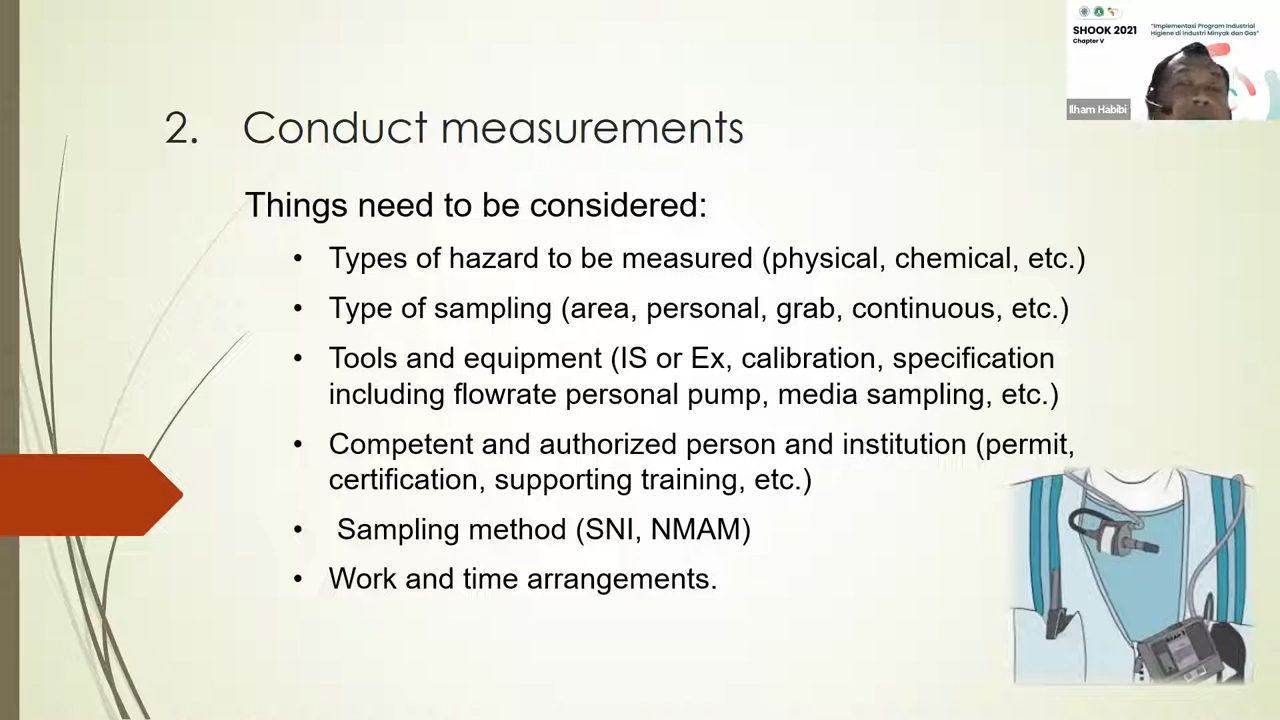 SHOOK 2021
Chapter V
"Implementasi Program Industrial
Higiene di Industri Minyak dan Gas"
Ilham Habibi
2. Conduct measurements
Things need to be considered:
• Types of hazard to be measured (physical, chemical, etc.)
• Type of sampling (area, personal, grab, continuous, etc.)
• Tools and equipment (IS or Ex, calibration, specification
including flowrate personal pump, media sampling, etc.)
• Competent and authorized person and institution (permit,
certification, supporting training, etc.)
• Sampling method (SNI, NMAM)
• Work and time arrangements.